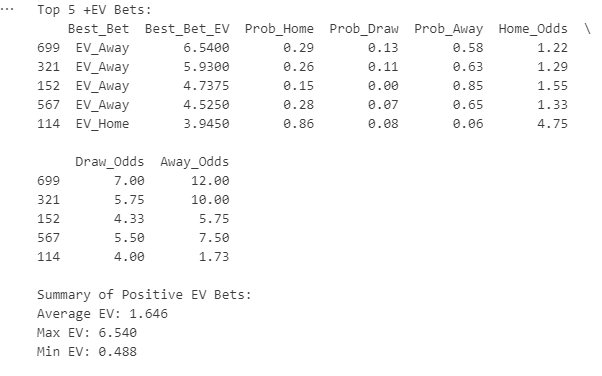 ...
Top 5 +EV Bets:
Best_Bet Best_Bet_EV Prob_Home Prob_Draw Prob_Away Home_Odds \
699 EV_Away 6.5400 0.29 0.13 0.58 1.22
321 EV_Away 5.9300 0.26 0.11 0.63 1.29
152 EV_Away 4.7375 0.15 0.00 0.85 1.55
567 EV_Away 4.5250 0.28 0.07 0.65 1.33
114 EV_Home 3.9450 0.86 0.08 0.06 4.75
Draw_Odds Away_Odds
699 7.00 12.00
321 5.75 10.00
152 4.33 5.75
567 5.50 7.50
114 4.00 1.73
Summary of Positive EV Bets:
Average EV: 1.646
Max EV: 6.540
Min EV: 0.488